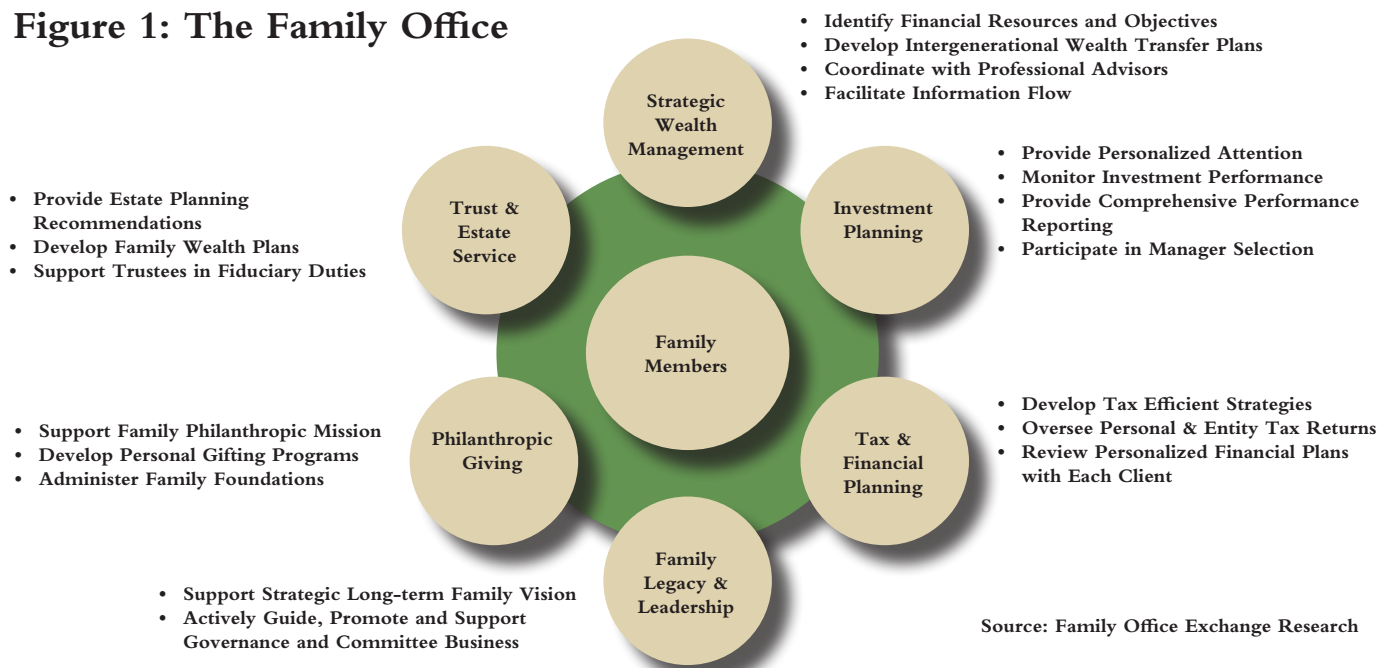 Figure 1: The Family Office
• Identify Financial Resources and Objectives
• Develop Intergenerational Wealth Transfer Plans
• Coordinate with Professional Advisors
• Facilitate Information Flow
Strategic
Wealth
Management
• Provide Personalized Attention
• Monitor Investment Performance
• Provide Comprehensive Performance
Reporting
• Participate in Manager Selection
Investment
Planning
• Provide Estate Planning
Recommendations
• Develop Family Wealth Plans
• Support Trustees in Fiduciary Duties
Trust &
Estate
Service
Family
Members
• Support Family Philanthropic Mission
• Develop Personal Gifting Programs
• Administer Family Foundations
Philanthropic
Giving
Tax &
Financial
Planning
• Develop Tax Efficient Strategies
• Oversee Personal & Entity Tax Returns
• Review Personalized Financial Plans
with Each Client
Family
Legacy &
Leadership
• Support Strategic Long-term Family Vision
• Actively Guide, Promote and Support
Governance and Committee Business
Source: Family Office Exchange Research